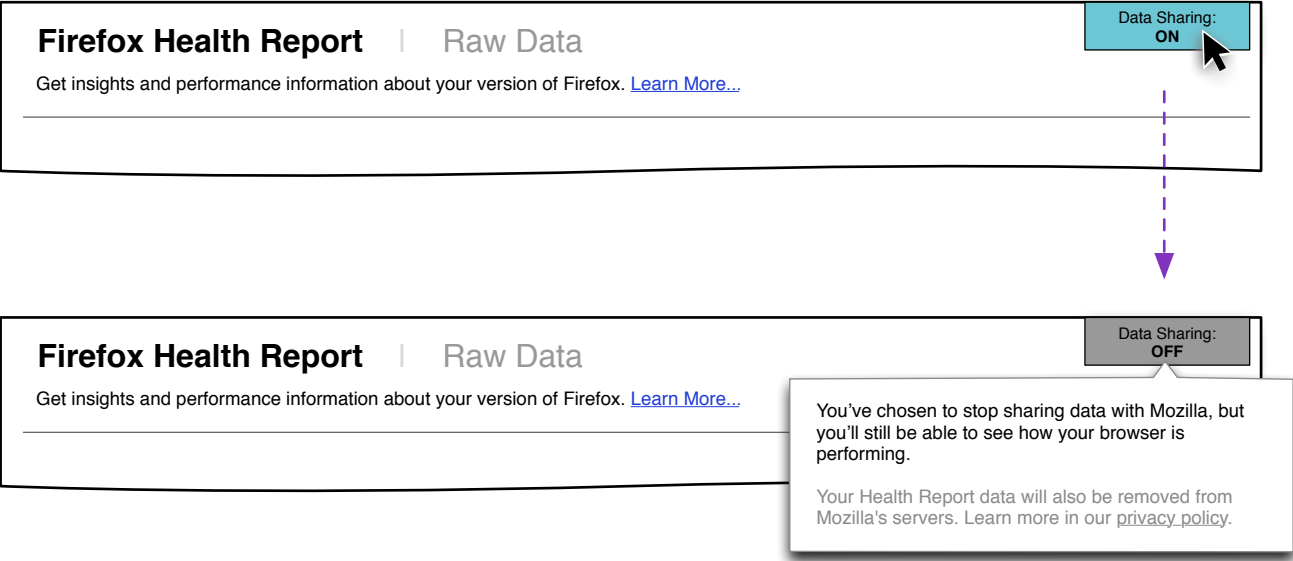 Firefox Health Report | Raw Data
Data Sharing:
ON
Get insights and performance information about your version of Firefox. Learn More...
Firefox Health Report | Raw Data
Data Sharing:
OFF
Get insights and performance information about your version of Firefox. Learn More...
You’ve chosen to stop sharing data with Mozilla, but
you’ll still be able to see how your browser is
performing.
Your Health Report data will also be removed from
Mozilla's servers. Learn more in our privacy policy.